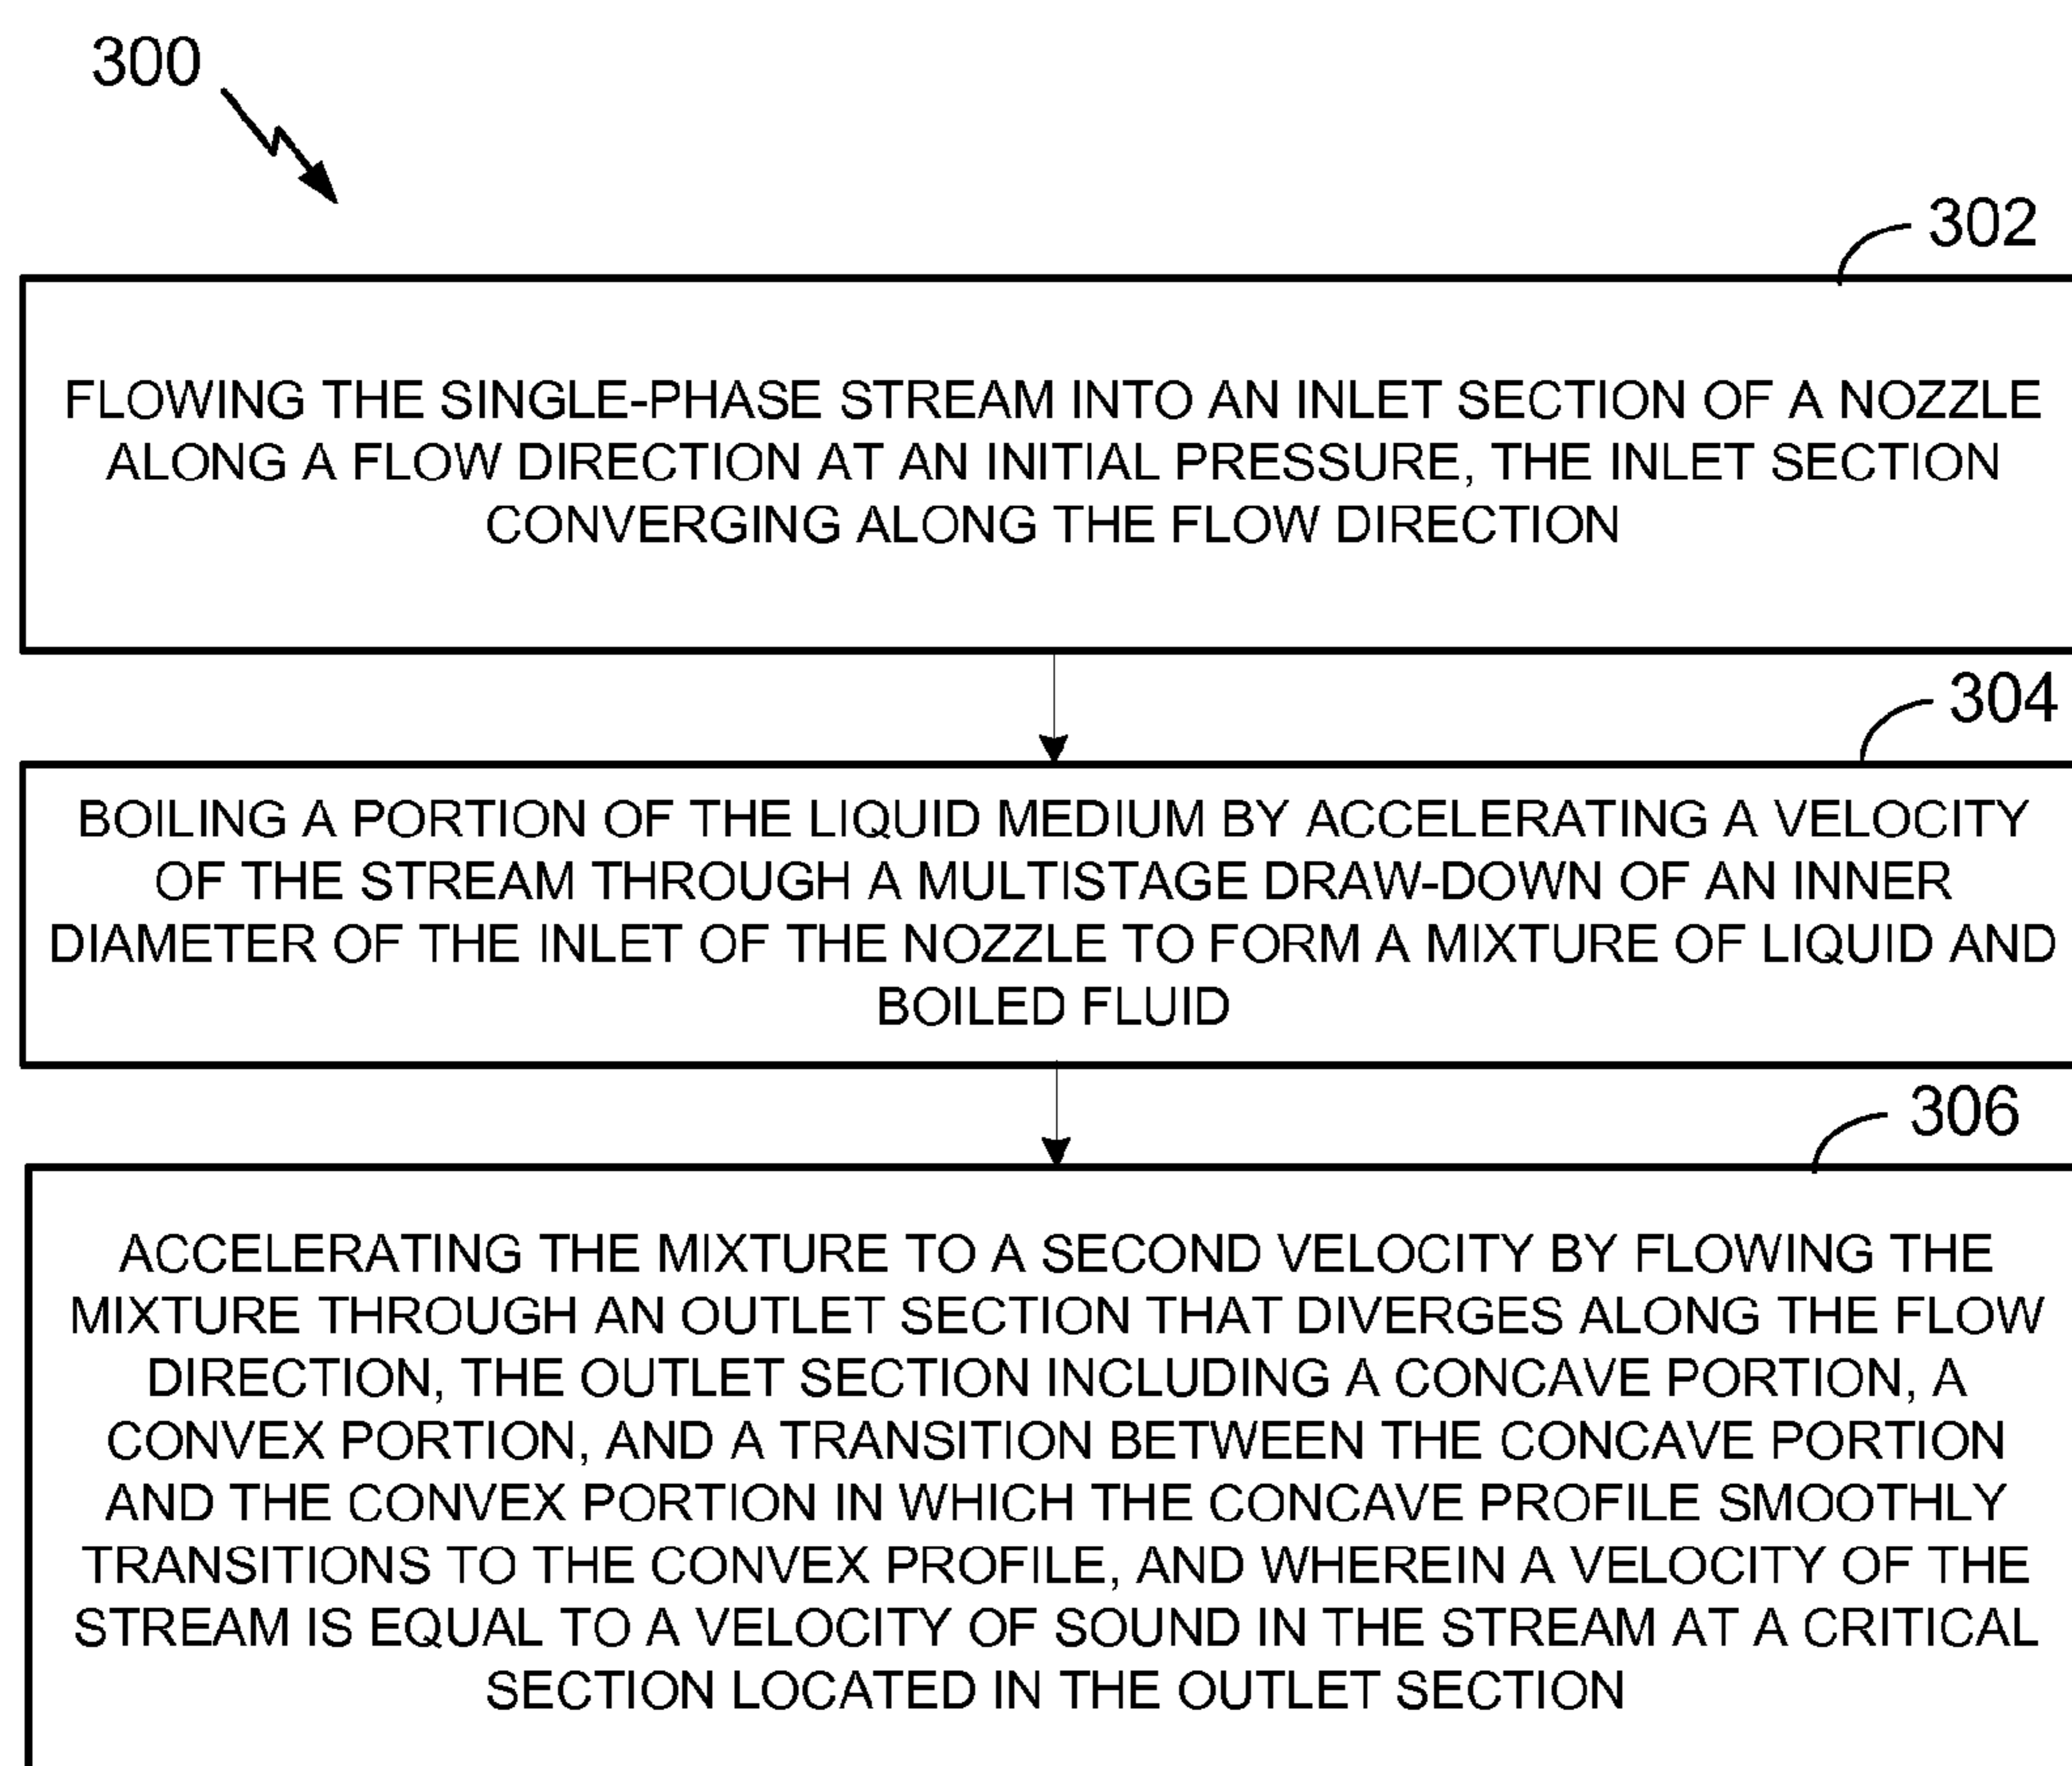 300
302
FLOWING THE SINGLE-PHASE STREAM INTO AN INLET SECTION OF A NOZZLE
ALONG A FLOW DIRECTION AT AN INITIAL PRESSURE, THE INLET SECTION
CONVERGING ALONG THE FLOW DIRECTION
304
BOILING A PORTION OF THE LIQUID MEDIUM BY ACCELERATING A VELOCITY
OF THE STREAM THROUGH A MULTISTAGE DRAW-DOWN OF AN INNER
DIAMETER OF THE INLET OF THE NOZZLE TO FORM A MIXTURE OF LIQUID AND
BOILED FLUID
306
ACCELERATING THE MIXTURE TO A SECOND VELOCITY BY FLOWING THE
MIXTURE THROUGH AN OUTLET SECTION THAT DIVERGES ALONG THE FLOW
DIRECTION, THE OUTLET SECTION INCLUDING A CONCAVE PORTION, A
CONVEX PORTION, AND A TRANSITION BETWEEN THE CONCAVE PORTION
AND THE CONVEX PORTION IN WHICH THE CONCAVE PROFILE SMOOTHLY
TRANSITIONS TO THE CONVEX PROFILE, AND WHEREIN A VELOCITY OF THE
STREAM IS EQUAL TO A VELOCITY OF SOUND IN THE STREAM AT A CRITICAL
SECTION LOCATED IN THE OUTLET SECTION